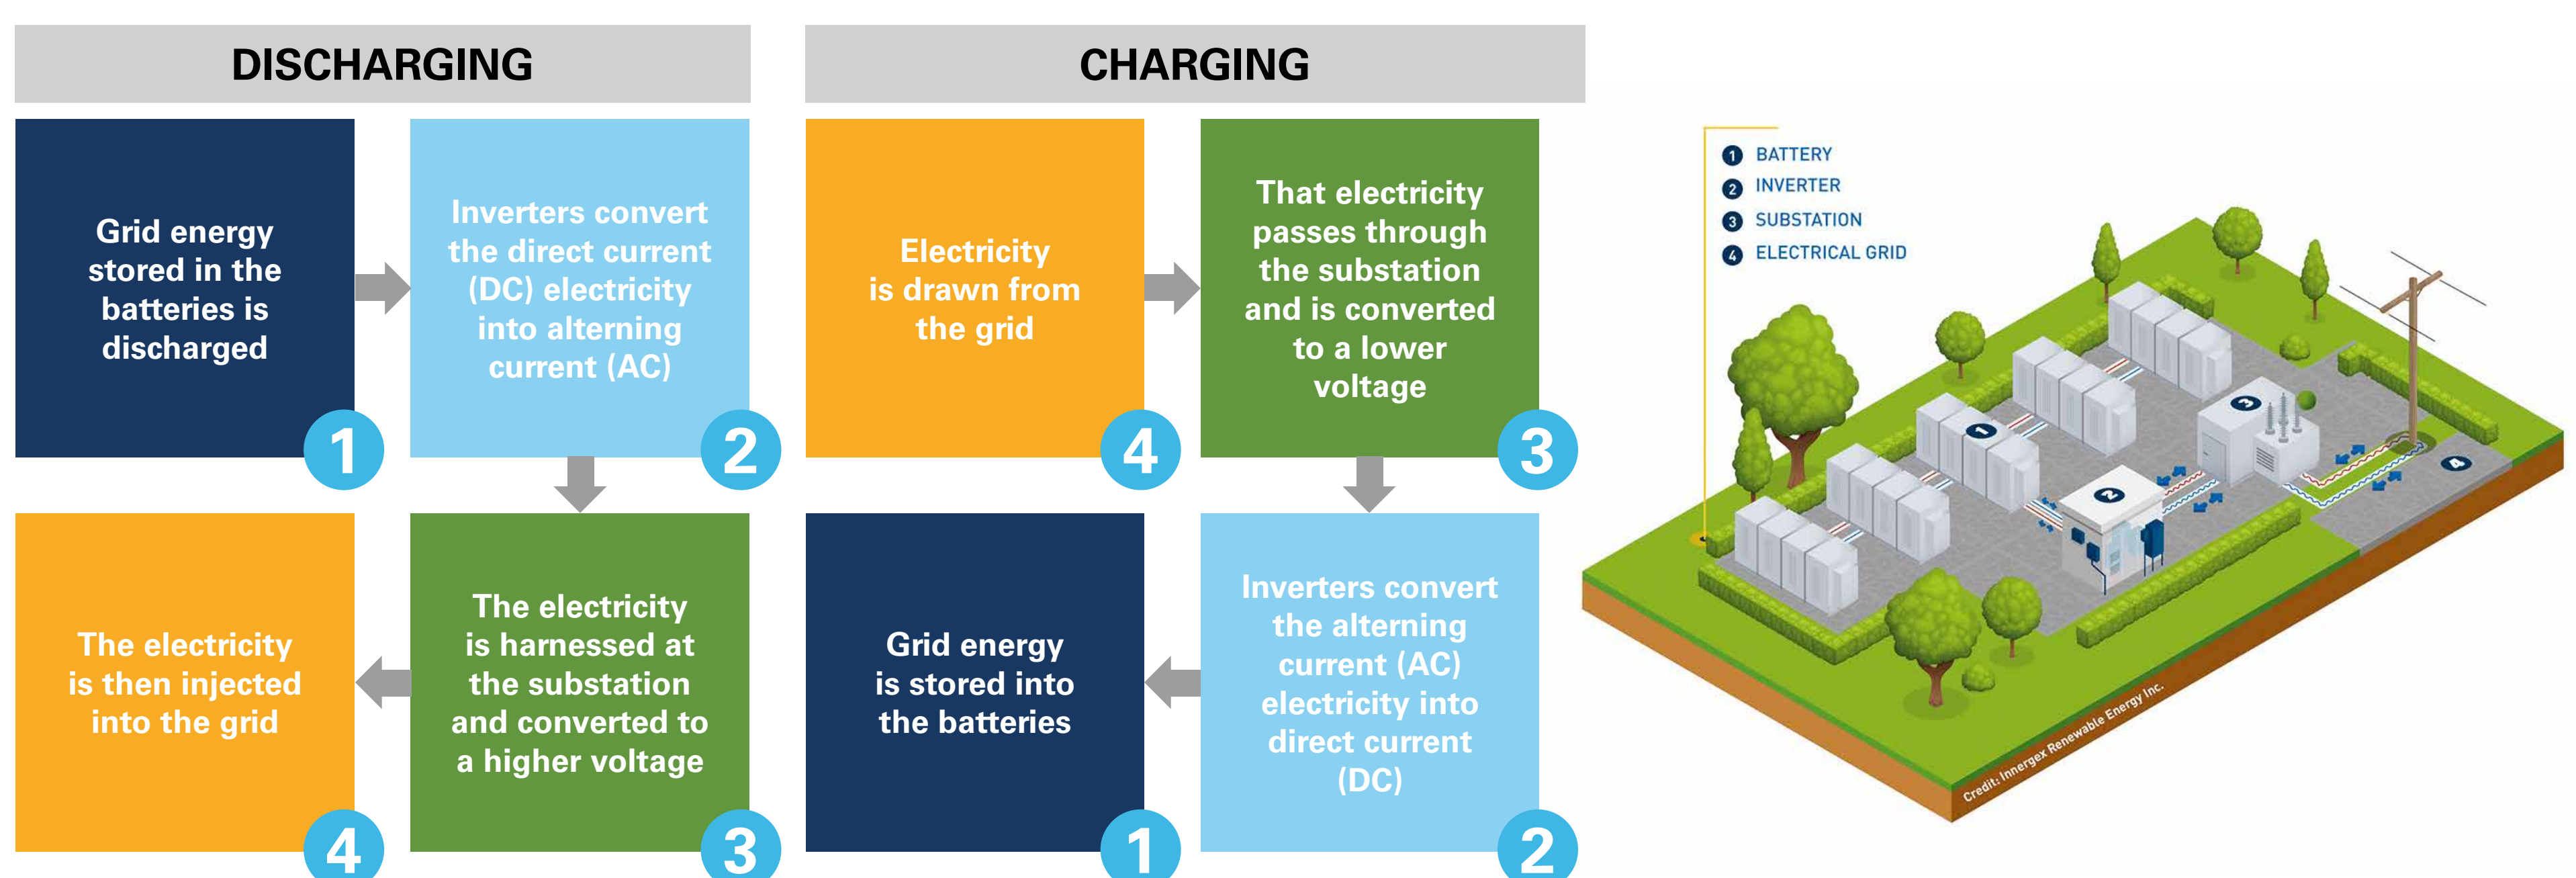 DISCHARGING
Grid energy
stored in the
batteries is
discharged
1
Inverters convert
the direct current
(DC) electricity
into alterning
current (AC)
2
The electricity
is harnessed at
the substation
and converted to
a higher voltage
3
The electricity
is then injected
into the grid
4
CHARGING
Electricity
is drawn from
the grid
4
That electricity
passes through
the substation
and is converted
to a lower
voltage
3
Inverters convert
the alterning
current (AC)
electricity into
direct current
(DC)
2
Grid energy
is stored into
the batteries
1
1 BATTERY
2 INVERTER
3 SUBSTATION
4 ELECTRICAL GRID
1
3
2
4
Credit: Innergex Renewable Energy Inc.